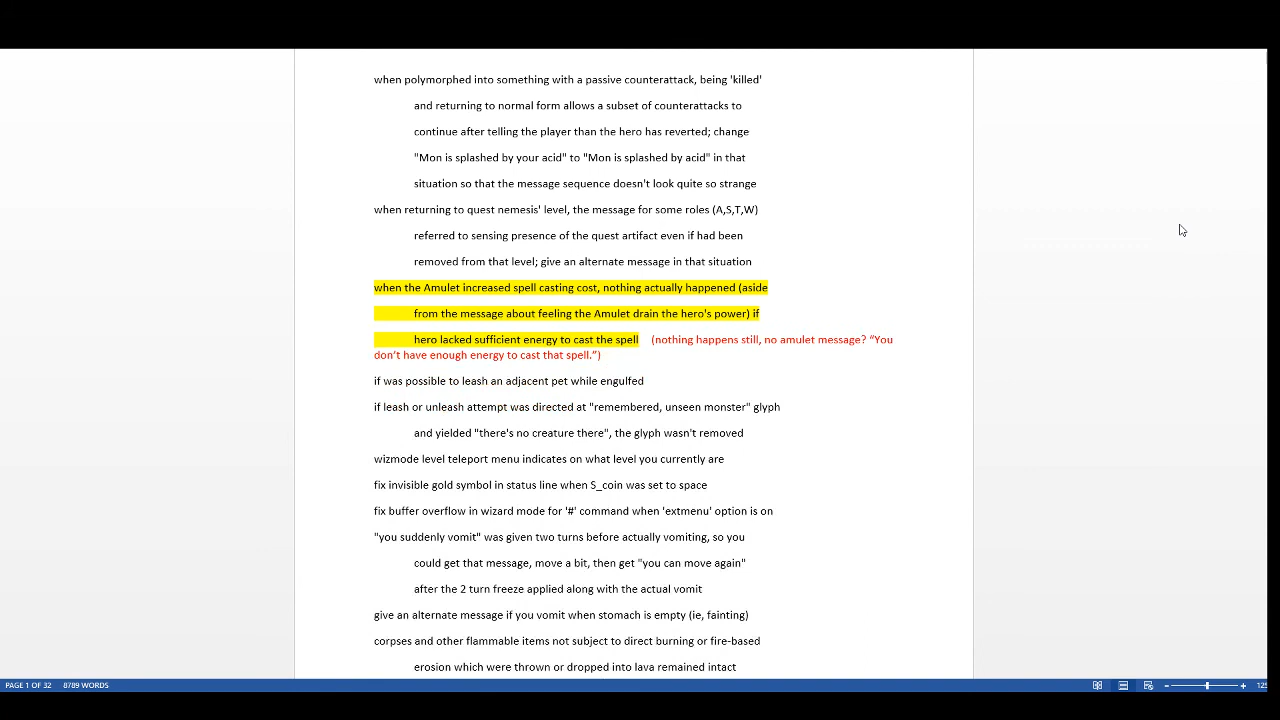 when polymorphed into something with a passive counterattack, being 'killed'
and returning to normal form allows a subset of counterattacks to
continue after telling the player than the hero has reverted; change
"Mon is splashed by your acid" to "Mon is splashed by acid" in that
situation so that the message sequence doesn't look quite so strange
when returning to quest nemesis' level, the message for some roles (A,S,T,W)
referred to sensing presence of the quest artifact even if had been
removed from that level; give an alternate message in that situation
when the Amulet increased spell casting cost, nothing actually happened (aside
from the message about feeling the Amulet drain the hero's power) if
hero lacked sufficient energy to cast the spell (nothing happens still, no amulet message? “You
don’t have enough energy to cast that spell.”)
if was possible to leash an adjacent pet while engulfed
if leash or unleash attempt was directed at "remembered, unseen monster" glyph
and yielded "there's no creature there", the glyph wasn't removed
wizmode level teleport menu indicates on what level you currently are
fix invisible gold symbol in status line when S_coin was set to space
fix buffer overflow in wizard mode for '#' command when 'extmenu' option is on
"you suddenly vomit" was given two turns before actually vomiting, so you
could get that message, move a bit, then get "you can move again"
after the 2 turn freeze applied along with the actual vomit
give an alternate message if you vomit when stomach is empty (ie, fainting)
corpses and other flammable items not subject to direct burning or fire-based
erosion which were thrown or dropped into lava remained intact
PAGE 1 OF 32 8789 WORDS